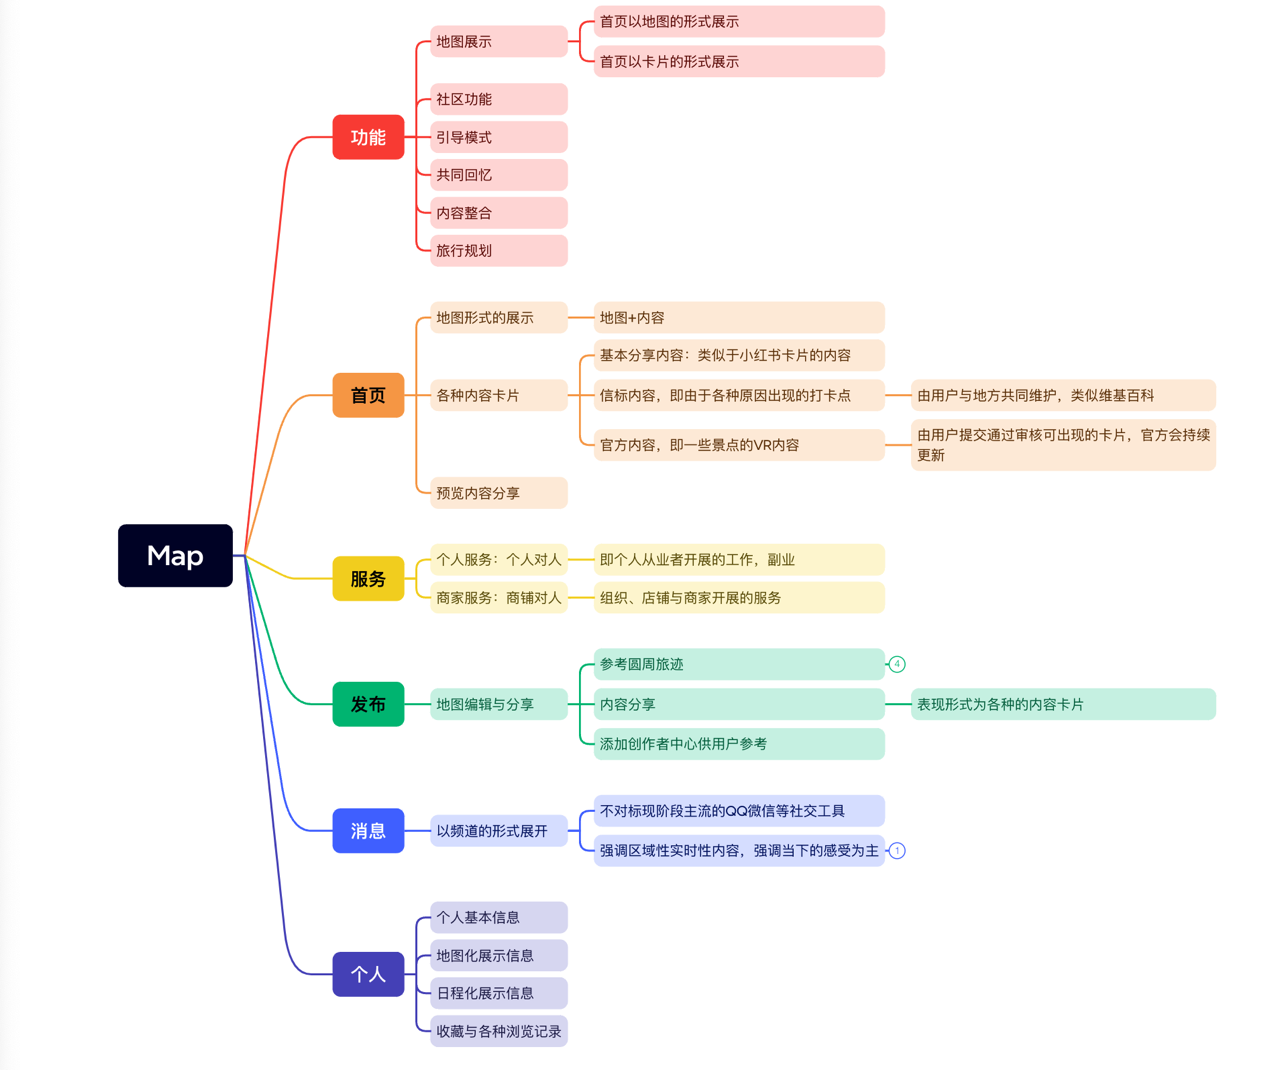 Map
功能
地图展示
首页以地图的形式展示
首页以卡片的形式展示
社区功能
引导模式
共同回忆
内容整合
旅行规划
首页
地图形式的展示
地图+内容
各种内容卡片
基本分享内容：类似于小红书卡片的内容
信标内容，即由于各种原因出现的打卡点
由用户与地方共同维护，类似维基百科
官方内容，即一些景点的VR内容
由用户提交通过审核可出现的卡片，官方会持续
更新
预览内容分享
服务
个人服务：个人对人
即个人从业者开展的工作，副业
商家服务：商铺对人
组织、店铺与商家开展的服务
发布
地图编辑与分享
参考圆周旅迹
4
内容分享
表现形式为各种的内容卡片
添加创作者中心供用户参考
消息
以频道的形式展开
不对标现阶段主流的QQ微信等社交工具
强调区域性实时性内容，强调当下的感受为主
1
个人
个人基本信息
地图化展示信息
日程化展示信息
收藏与各种浏览记录